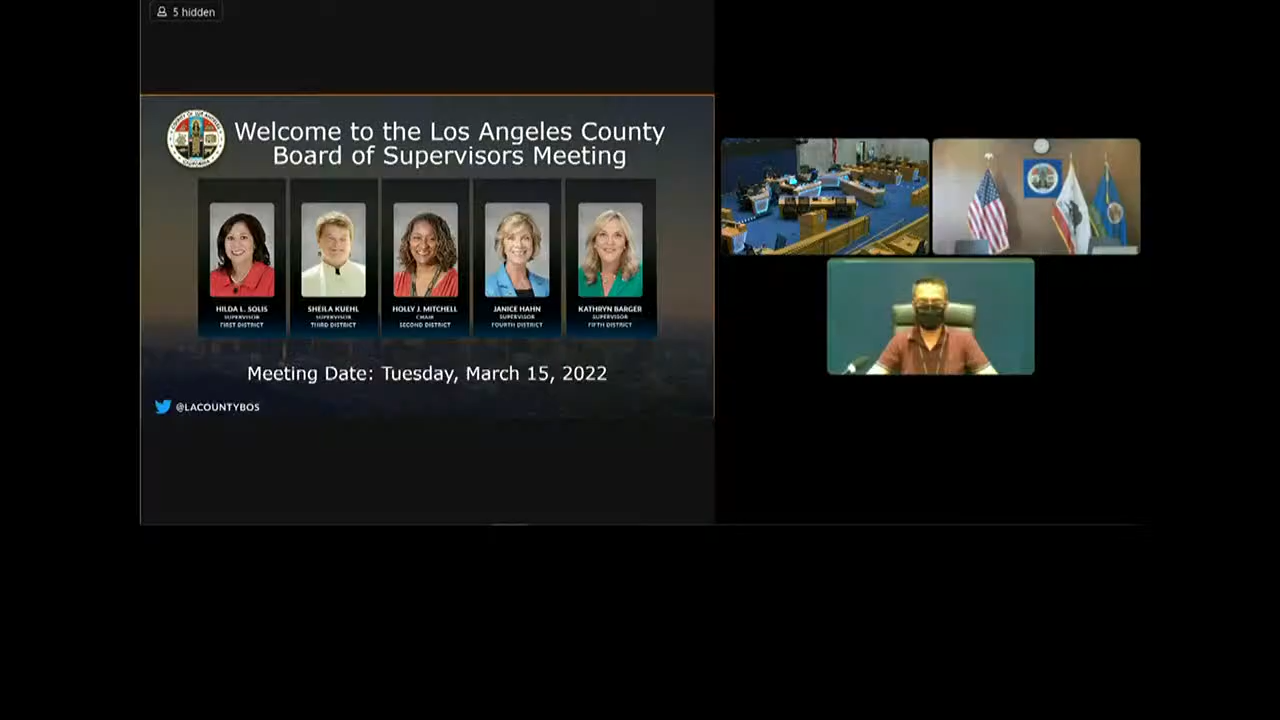 5 hidden
Welcome to the Los Angeles County
Board of Supervisors Meeting
HILDA L. SOLIS
SUPERVISOR
FIRST DISTRICT
SHEILA KUEHL
SUPERVISOR
THIRD DISTRICT
HOLLY J. MITCHELL
CHAIR
SECOND DISTRICT
JANICE HAHN
SUPERVISOR
FOURTH DISTRICT
KATHRYN BARGER
SUPERVISOR
FIFTH DISTRICT
Meeting Date: Tuesday, March 15, 2022
@LACOUNTYBOS